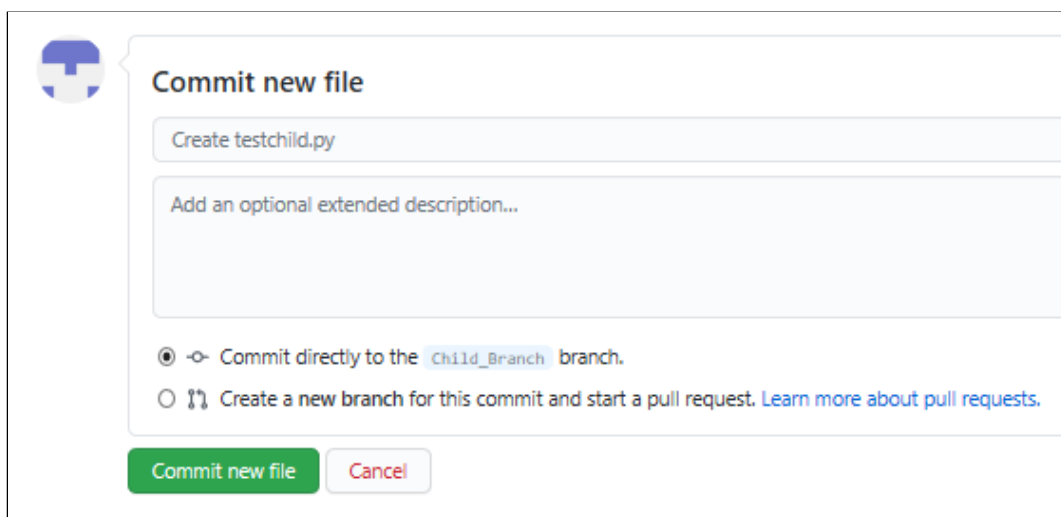 Commit new file
Create testchild.py
Add an optional extended description...
Commit directly to the Child_Branch branch.
Create a new branch for this commit and start a pull request. Learn more about pull requests.
Commit new file Cancel